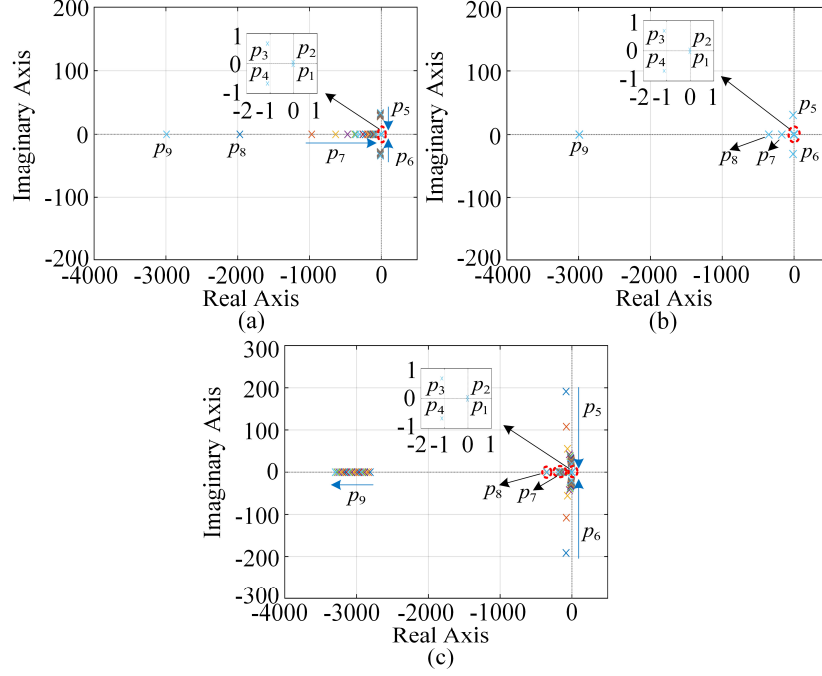 200
100
0
-100
-200
-4000 -3000 -2000 -1000 0
Imaginary Axis
Real Axis
(a)
1
0
-1
-2 -1 0 1
p3 p2
p4 p1
p5
p6
p7
p8
p9
200
100
0
-100
-200
-4000 -3000 -2000 -1000 0
Imaginary Axis
Real Axis
(b)
1
0
-1
-2 -1 0 1
p3 p2
p4 p1
p5
p6
p7
p8
p9
300
200
100
0
-100
-200
-300
-4000 -3000 -2000 -1000 0
Imaginary Axis
Real Axis
(c)
1
0
-1
-2 -1 0 1
p3 p2
p4 p1
p5
p6
p7
p8
p9